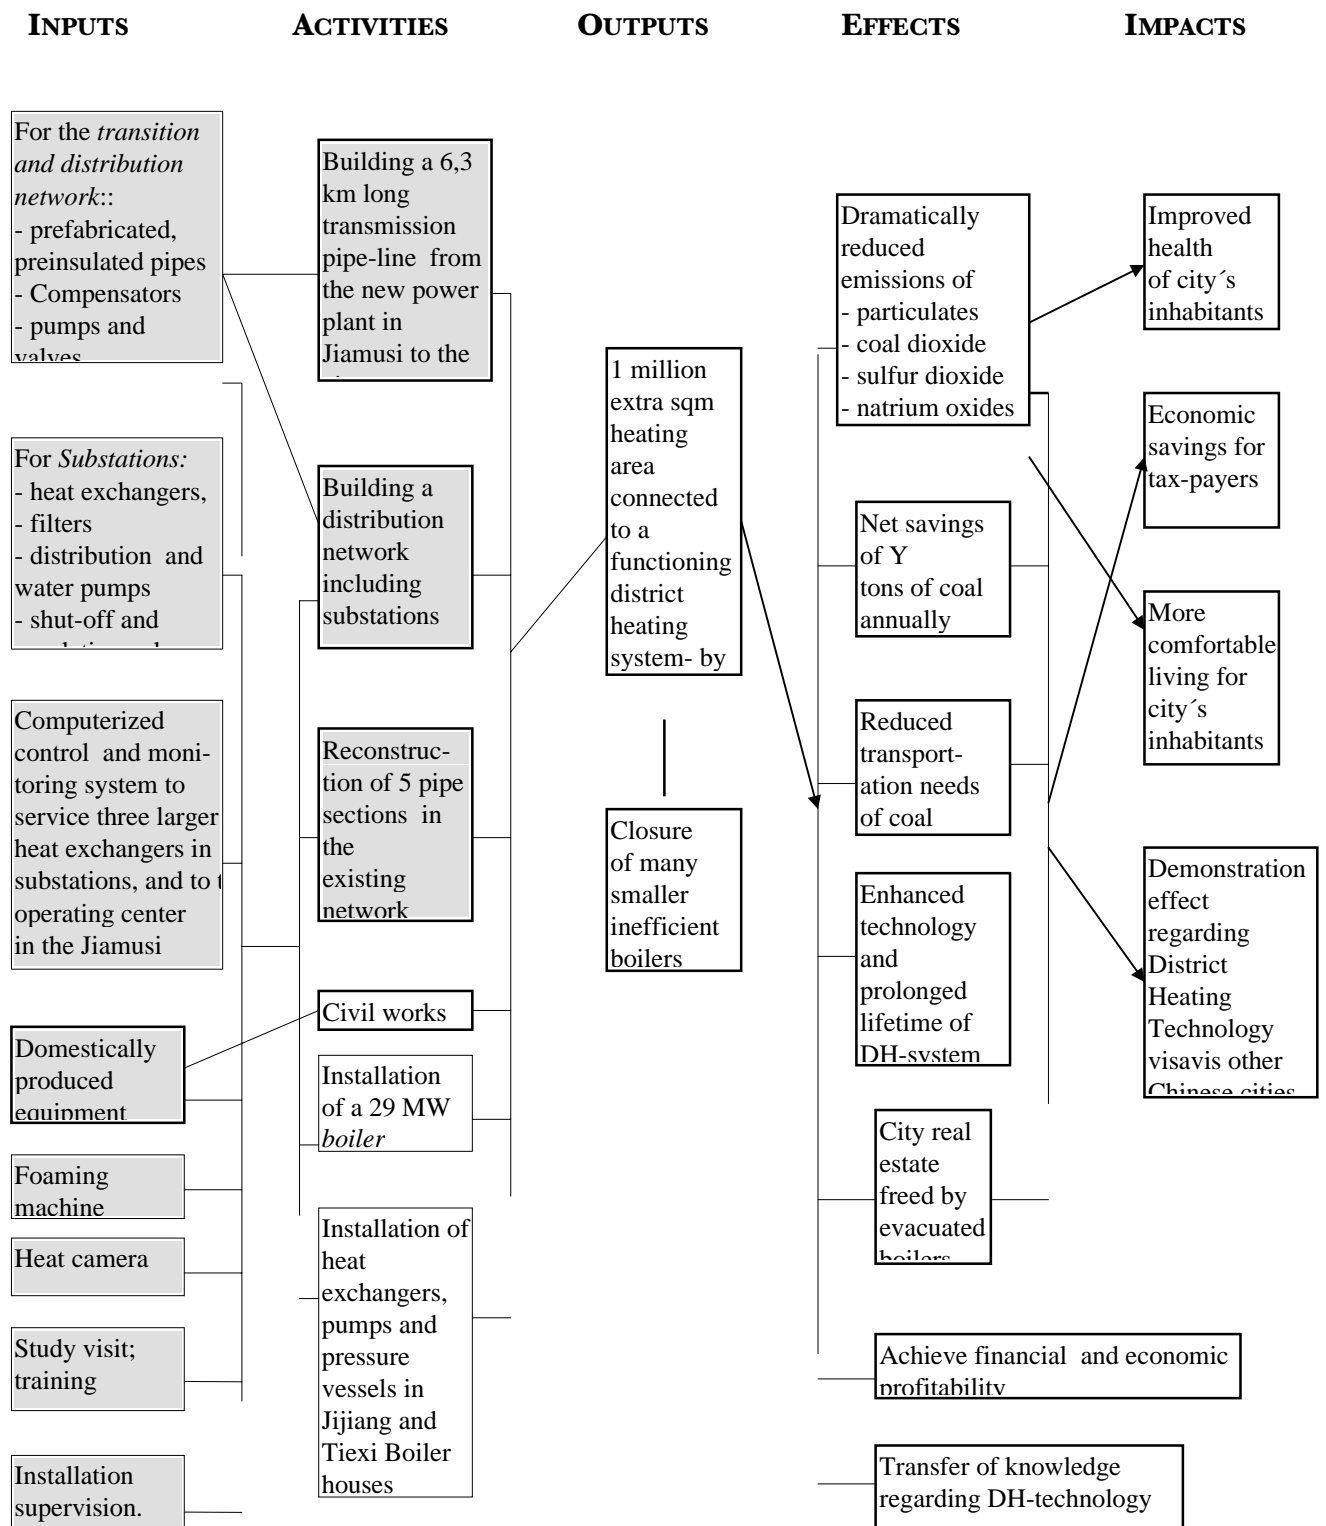 INPUTS ACTIVITIES OUTPUTS EFFECTS IMPACTS
For the transition
and distribution
network::
- prefabricated,
preinsulated pipes
- Compensators
- pumps and
valves
For Substations:
- heat exchangers,
- filters
- distribution and
water pumps
- shut-off and
Computerized
control and moni-
toring system to
service three larger
heat exchangers in
substations, and to t
operating center
in the Jiamusi
Domestically
produced
equipment
Foaming
machine
Heat camera
Study visit;
training
Installation
supervision.
Building a 6,3
km long
transmission
pipe-line from
the new power
plant in
Jiamusi to the
Building a
distribution
network
including
substations
Reconstruc-
tion of 5 pipe
sections in
the
existing
network
Civil works
Installation
of a 29 MW
boiler
Installation of
heat
exchangers,
pumps and
pressure
vessels in
Jijiang and
Tiexi Boiler
houses
1 million
extra sqm
heating
area
connected
to a
functioning
district
heating
system- by
Closure
of many
smaller
inefficient
boilers
Dramatically
reduced
emissions of
- particulates
- coal dioxide
- sulfur dioxide
- natrium oxides
Net savings
of Y
tons of coal
annually
Reduced
transport-
ation needs
of coal
Enhanced
technology
and
prolonged
lifetime of
DH-system
City real
estate
freed by
evacuated
boilers
Achieve financial and economic
profitability
Transfer of knowledge
regarding DH-technology
Improved
health
of city´s
inhabitants
Economic
savings for
tax-payers
More
comfortable
living for
city´s
inhabitants
Demonstration
effect
regarding
District
Heating
Technology
visavis other
Chinese cities